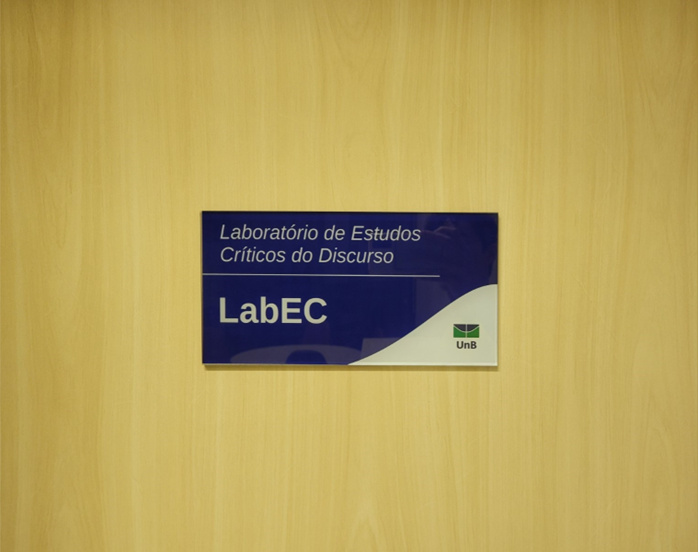 Laboratório de Estudos
Críticos do Discurso
LabEC
UnB